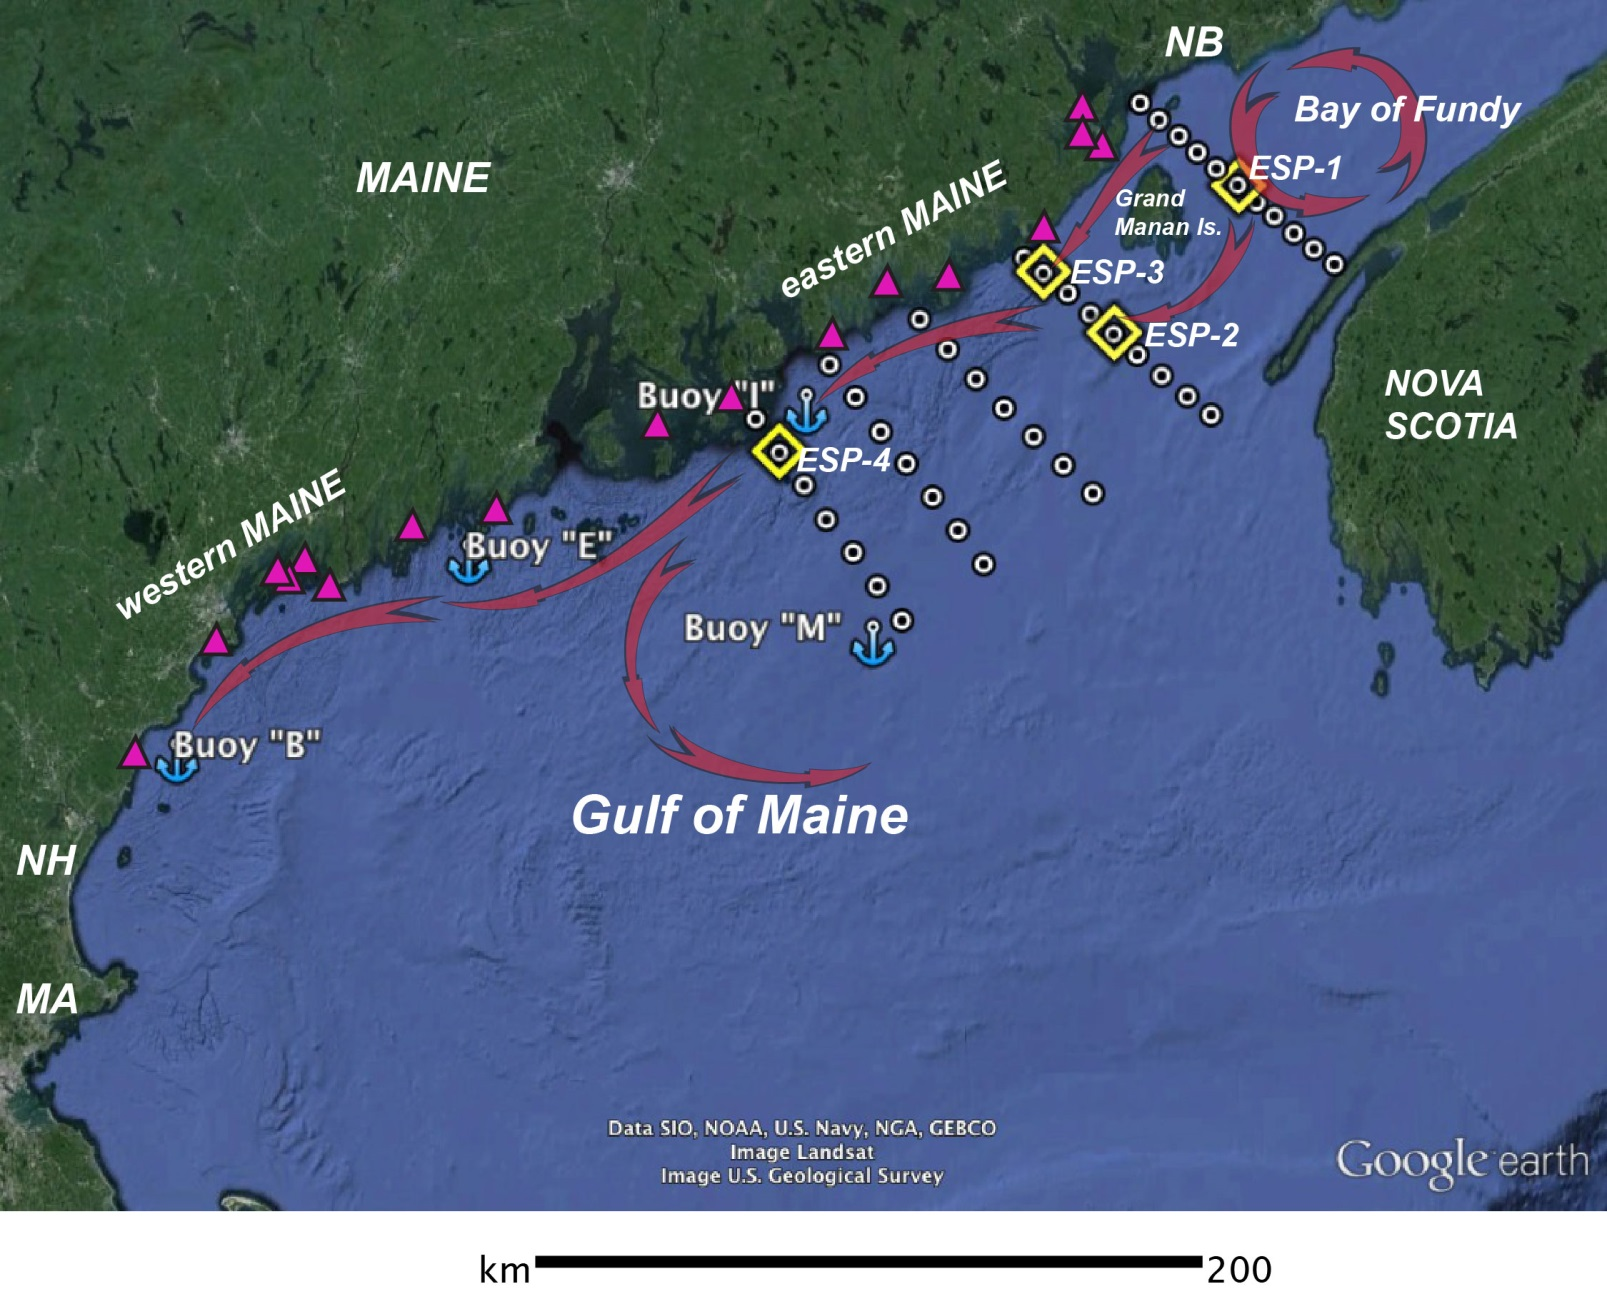 NB
Bay of Fundy
ESP-1
MAINE
Grand
Manan Is.
eastern MAINE
ESP-3
ESP-2
Buoy "I"
NOVA
SCOTIA
ESP-4
western MAINE
Buoy "E"
Buoy "M"
Buoy "B"
Gulf of Maine
NH
MA
Data SIO, NOAA, U.S. Navy, NGA, GEBCO
Image Landsat
Image U.S. Geological Survey
Google earth
km 200